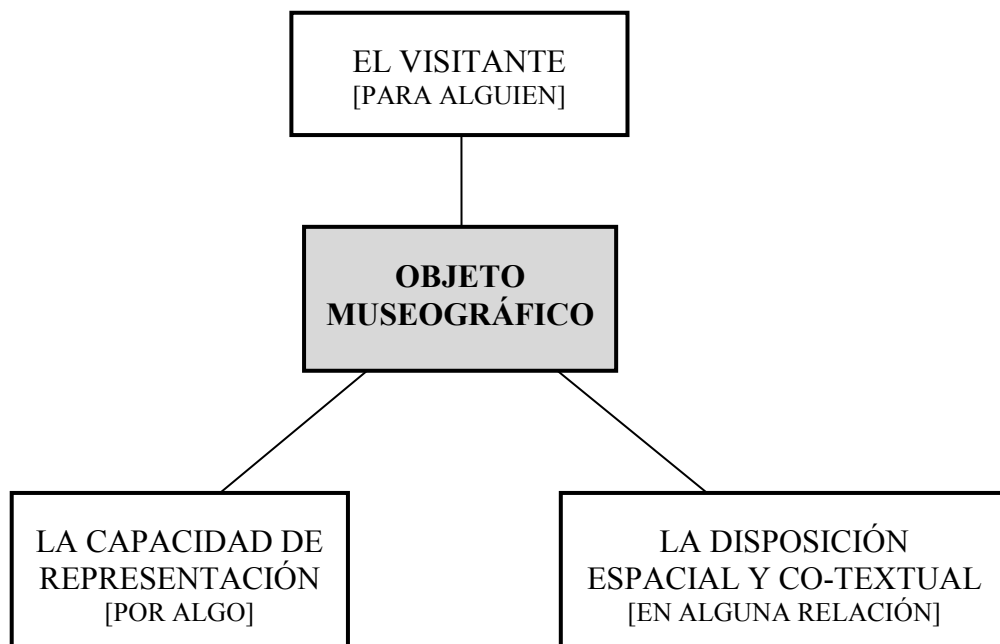 EL VISITANTE
[PARA ALGUIEN]
OBJETO
MUSEOGRÁFICO
LA CAPACIDAD DE
REPRESENTACIÓN
[POR ALGO]
LA DISPOSICIÓN
ESPACIAL Y CO-TEXTUAL
[EN ALGUNA RELACIÓN]